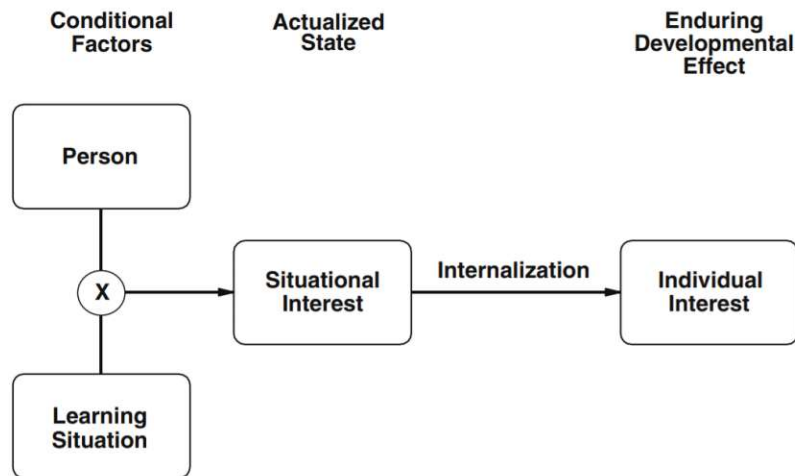 Conditional
Factors
Actualized
State
Enduring
Developmental
Effect
Person
X
Situational
Interest
Internalization
Individual
Interest
Learning
Situation